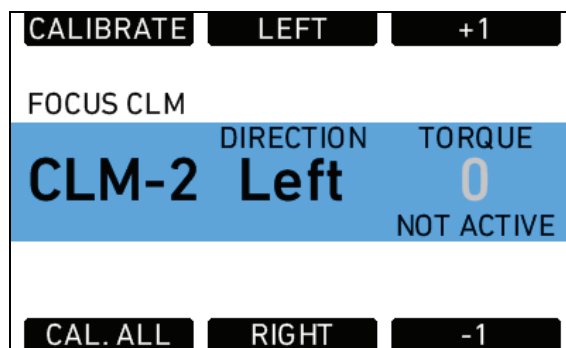 CALIBRATE LEFT +1
FOCUS CLM
DIRECTION TORQUE
CLM-2 Left 0
NOT ACTIVE
CAL. ALL RIGHT -1